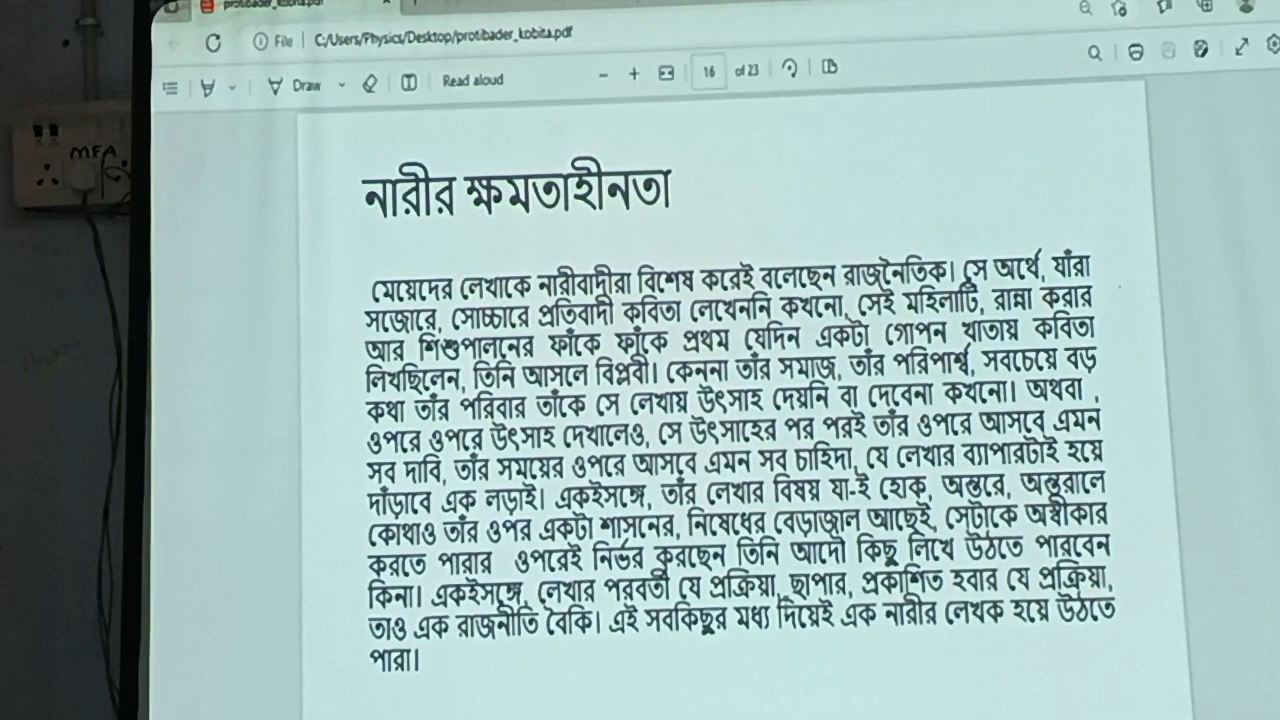 protibader_kobita.pdf
File | C:/Users/Physics/Desktop/protibader_kobita.pdf
Draw Read aloud 16 of 23
MFA
নারীর ক্ষমতাহীনতা
মেয়েদের লেখাকে নারীবাদীরা বিশেষ করেই বলেছেন রাজনৈতিক। সে অর্থে, যাঁরা
সজোরে, সোচ্চারে প্রতিবাদী কবিতা লেখেননি কখনো, সেই মহিলাটি, রান্না করার
আর শিশুপালনের ফাঁকে ফাঁকে প্রথম যেদিন একটা গোপন খাতায় কবিতা
লিখছিলেন, তিনি আসলে বিপ্লবী। কেননা তাঁর সমাজ, তাঁর পরিপার্শ্ব, সবচেয়ে বড়
কথা তাঁর পরিবার তাঁকে সে লেখায় উৎসাহ দেয়নি বা দেবেনা কখনো। অথবা ,
ওপরে ওপরে উৎসাহ দেখালেও, সে উৎসাহের পর পরই তাঁর ওপরে আসবে এমন
সব দাবি, তাঁর সময়ের ওপরে আসবে এমন সব চাহিদা, যে লেখার ব্যাপারটাই হয়ে
দাঁড়াবে এক লড়াই। একইসঙ্গে, তাঁর লেখার বিষয় যা-ই হোক, অন্তরে, অন্তরালে
কোথাও তাঁর ওপর একটা শাসনের, নিষেধের বেড়াজাল আছেই, সেটাকে অস্বীকার
করতে পারার ওপরেই নির্ভর করছেন তিনি আদৌ কিছু লিখে উঠতে পারবেন
কিনা। একইসঙ্গে, লেখার পরবর্তী যে প্রক্রিয়া, ছাপার, প্রকাশিত হবার যে প্রক্রিয়া,
তাও এক রাজনীতি বৈকি। এই সবকিছুর মধ্য দিয়েই এক নারীর লেখক হয়ে উঠতে
পারা।